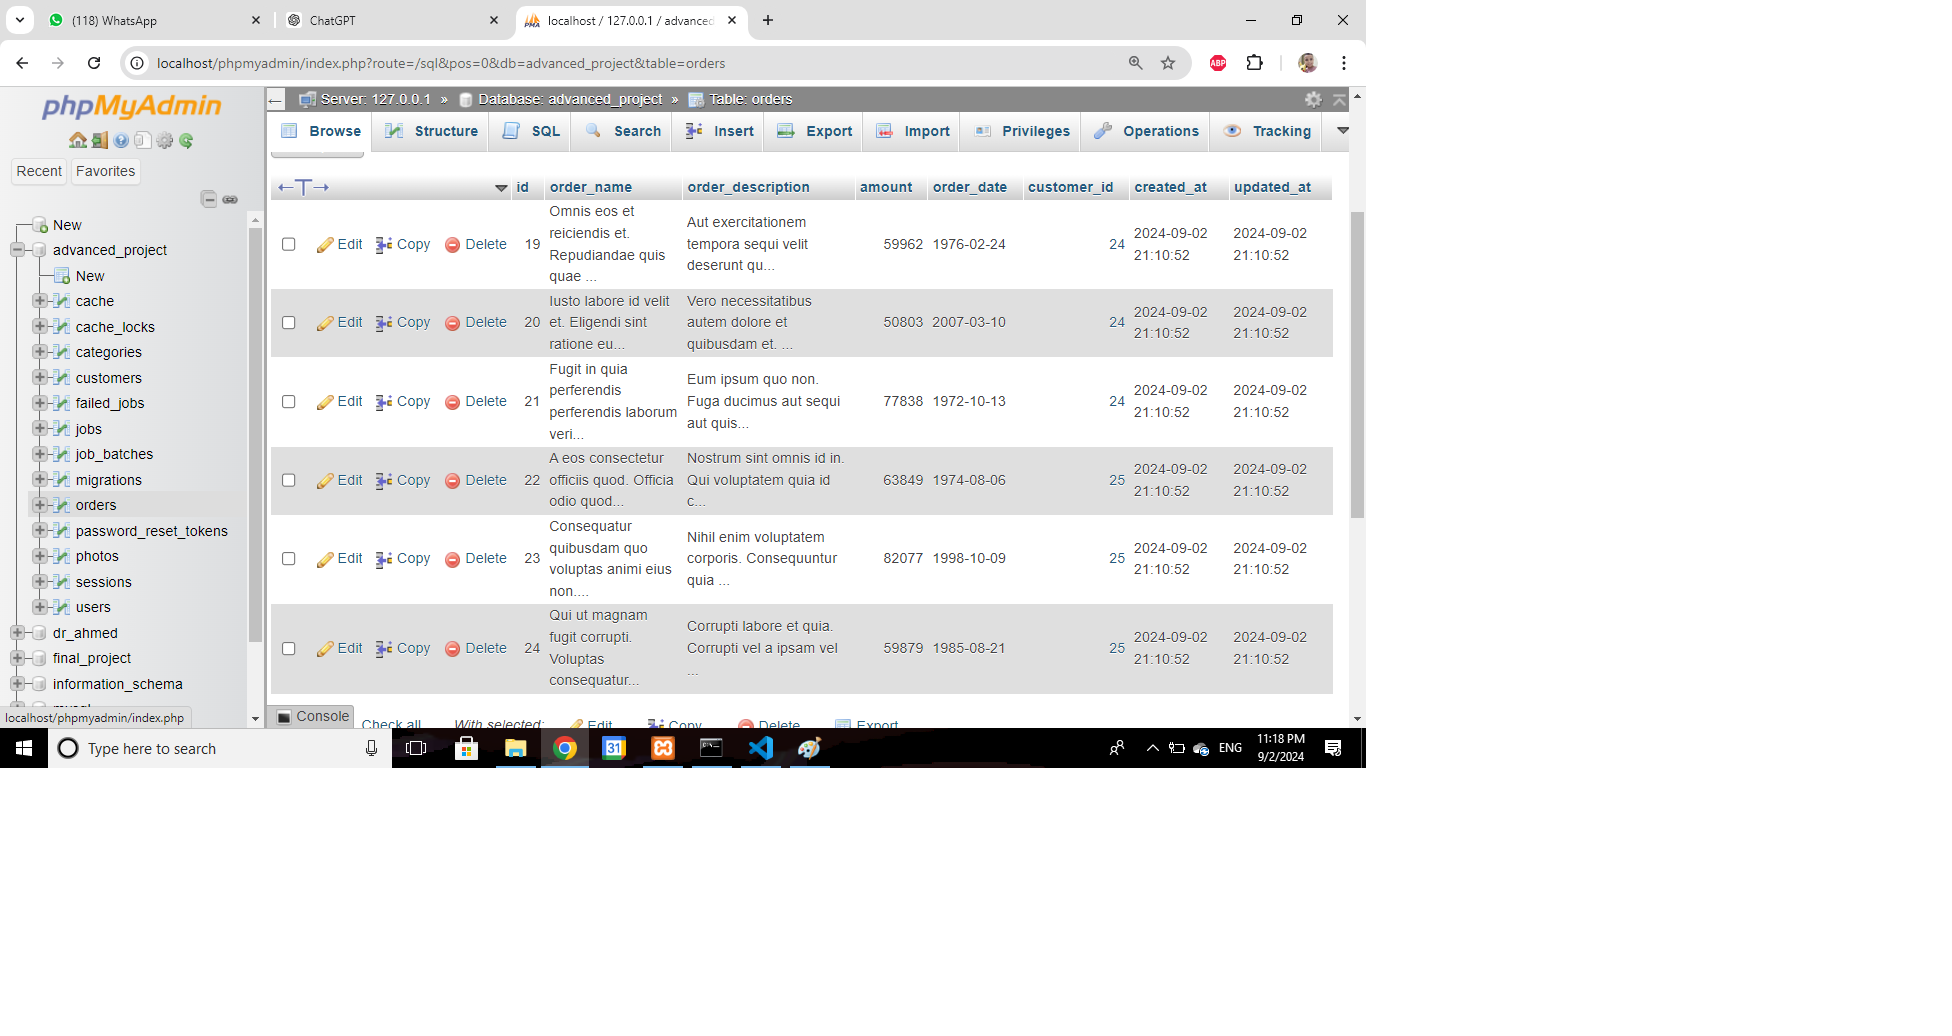 (118) WhatsApp
ChatGPT
localhost / 127.0.0.1 / advanced
localhost/phpmyadmin/index.php?route=/sql&pos=0&db=advanced_project&table=orders
ABP
phpMyAdmin
Recent Favorites
New
advanced_project
New
cache
cache_locks
categories
customers
failed_jobs
jobs
job_batches
migrations
orders
password_reset_tokens
photos
sessions
users
dr_ahmed
final_project
information_schema
localhost/phpmyadmin/index.php
Server: 127.0.0.1 » Database: advanced_project » Table: orders
Browse Structure SQL Search Insert Export Import Privileges Operations Tracking
←T→ id order_name order_description amount order_date customer_id created_at updated_at
Edit Copy Delete 19
Omnis eos et
reiciendis et.
Repudiandae quis
quae ...
Aut exercitationem
tempora sequi velit
deserunt qu...
59962 1976-02-24 24
2024-09-02
21:10:52
2024-09-02
21:10:52
Edit Copy Delete 20
Iusto labore id velit
et. Eligendi sint
ratione eu...
Vero necessitatibus
autem dolore et
quibusdam et. ...
50803 2007-03-10 24
2024-09-02
21:10:52
2024-09-02
21:10:52
Edit Copy Delete 21
Fugit in quia
perferendis
perferendis laborum
veri...
Eum ipsum quo non.
Fuga ducimus aut sequi
aut quis...
77838 1972-10-13 24
2024-09-02
21:10:52
2024-09-02
21:10:52
Edit Copy Delete 22
A eos consectetur
officiis quod. Officia
odio quod...
Nostrum sint omnis id in.
Qui voluptatem quia id
c...
63849 1974-08-06 25
2024-09-02
21:10:52
2024-09-02
21:10:52
Edit Copy Delete 23
Consequatur
quibusdam quo
voluptas animi eius
non....
Nihil enim voluptatem
corporis. Consequuntur
quia ...
82077 1998-10-09 25
2024-09-02
21:10:52
2024-09-02
21:10:52
Edit Copy Delete 24
Qui ut magnam
fugit corrupti.
Voluptas
consequatur...
Corrupti labore et quia.
Corrupti vel a ipsam vel
...
59879 1985-08-21 25
2024-09-02
21:10:52
2024-09-02
21:10:52
Console
Check all With selected: Edit Copy Delete Export
Type here to search
31
ENG
11:18 PM
9/2/2024